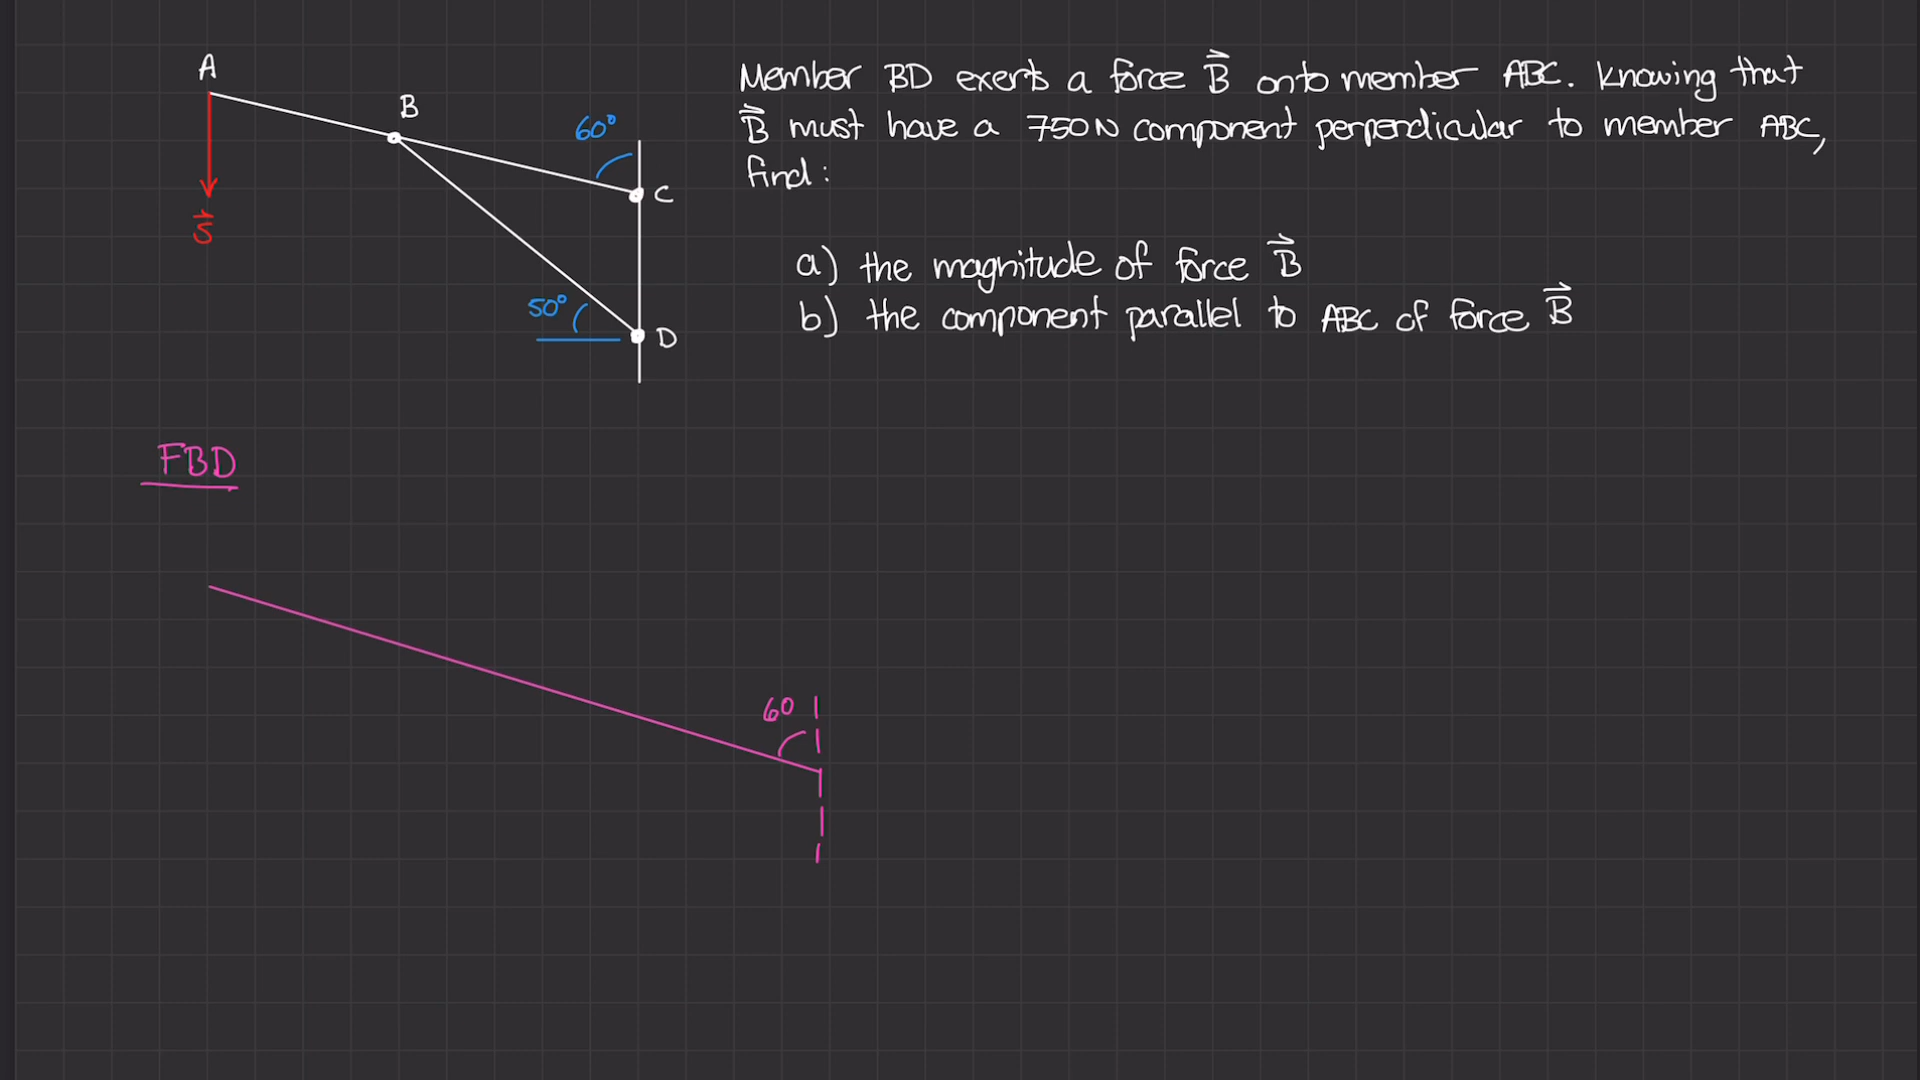 A
B
60°
C
S
50°
D
Member BD exerts a force B onto member ABC. Knowing that
B must have a 750N component perpendicular to member ABC,
find:
a) the magnitude of force B
b) the component parallel to ABC of force B
FBD
60